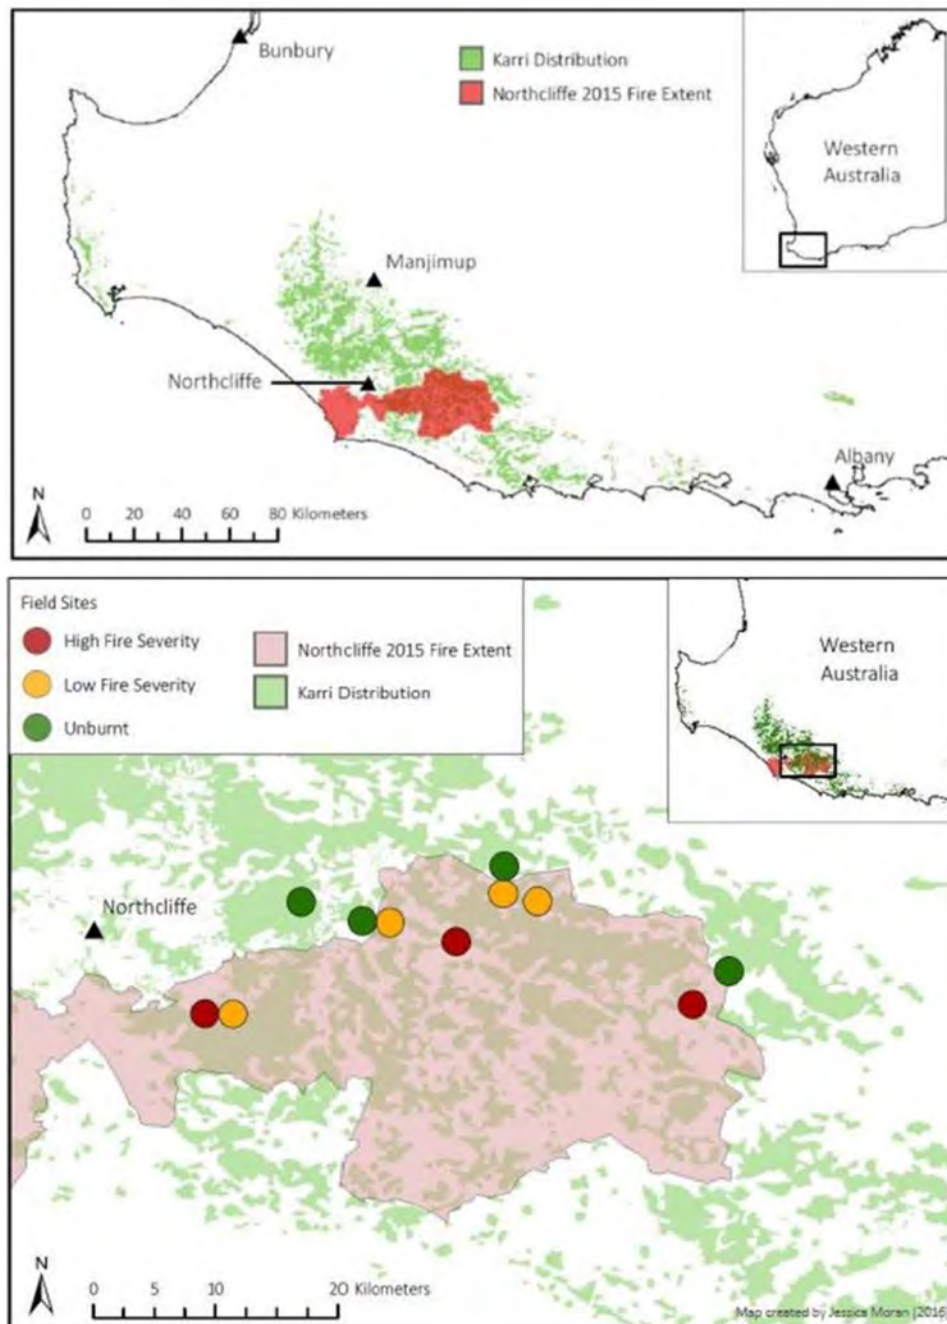 Bunbury
Karri Distribution
Northcliffe 2015 Fire Extent
Western
Australia
Manjimup
Northcliffe
Albany
N
0 20 40 60 80 Kilometers
Field Sites
High Fire Severity
Low Fire Severity
Unburnt
Northcliffe 2015 Fire Extent
Karri Distribution
Western
Australia
Northcliffe
N
0 5 10 20 Kilometers
Map created by Jessica Moran (2016)